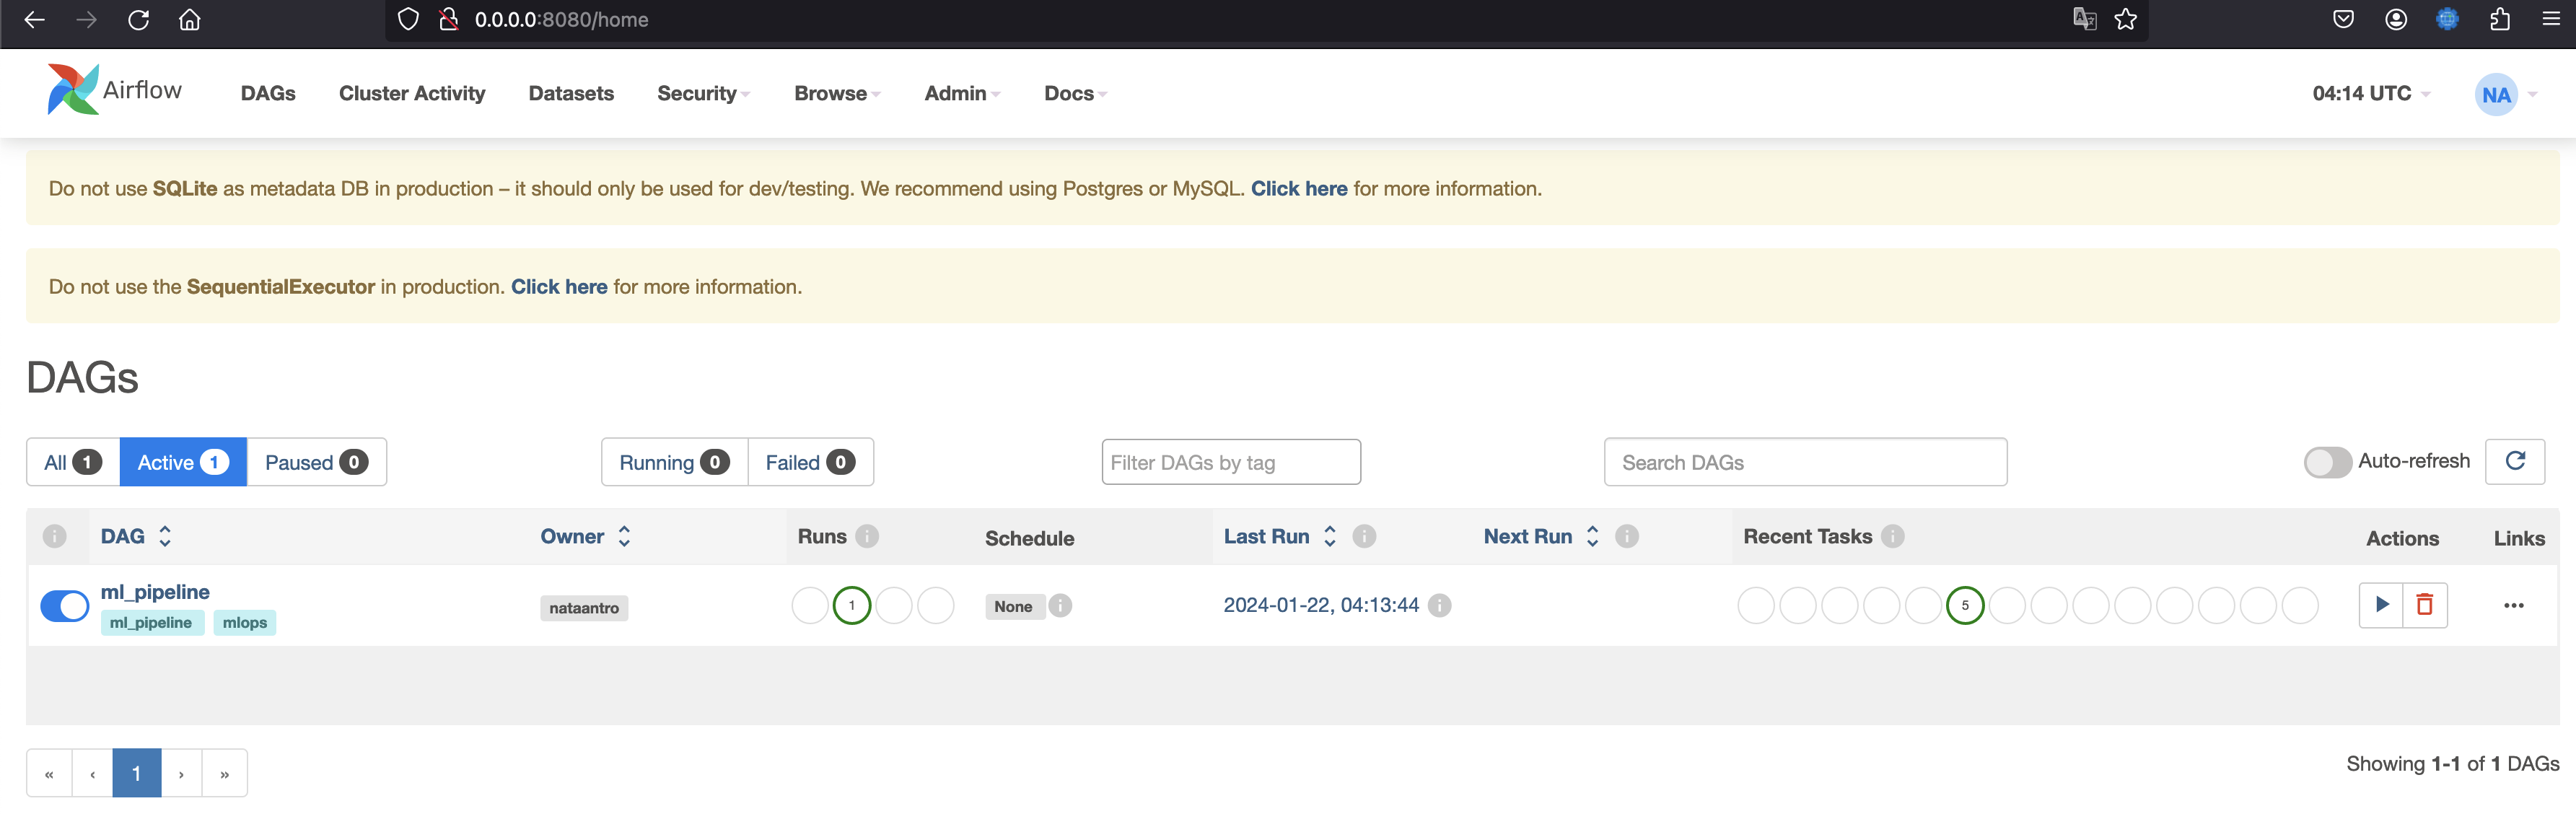 0.0.0.0:8080/home
Airflow DAGs Cluster Activity Datasets Security Browse Admin Docs 04:14 UTC NA
Do not use SQLite as metadata DB in production – it should only be used for dev/testing. We recommend using Postgres or MySQL. Click here for more information.
Do not use the SequentialExecutor in production. Click here for more information.
DAGs
All 1 Active 1 Paused 0 Running 0 Failed 0 Filter DAGs by tag Search DAGs Auto-refresh
DAG Owner Runs Schedule Last Run Next Run Recent Tasks Actions Links
ml_pipeline
nataantro 1 None 2024-01-22, 04:13:44 5
ml_pipeline mlops
« ‹ 1 › »
Showing 1-1 of 1 DAGs